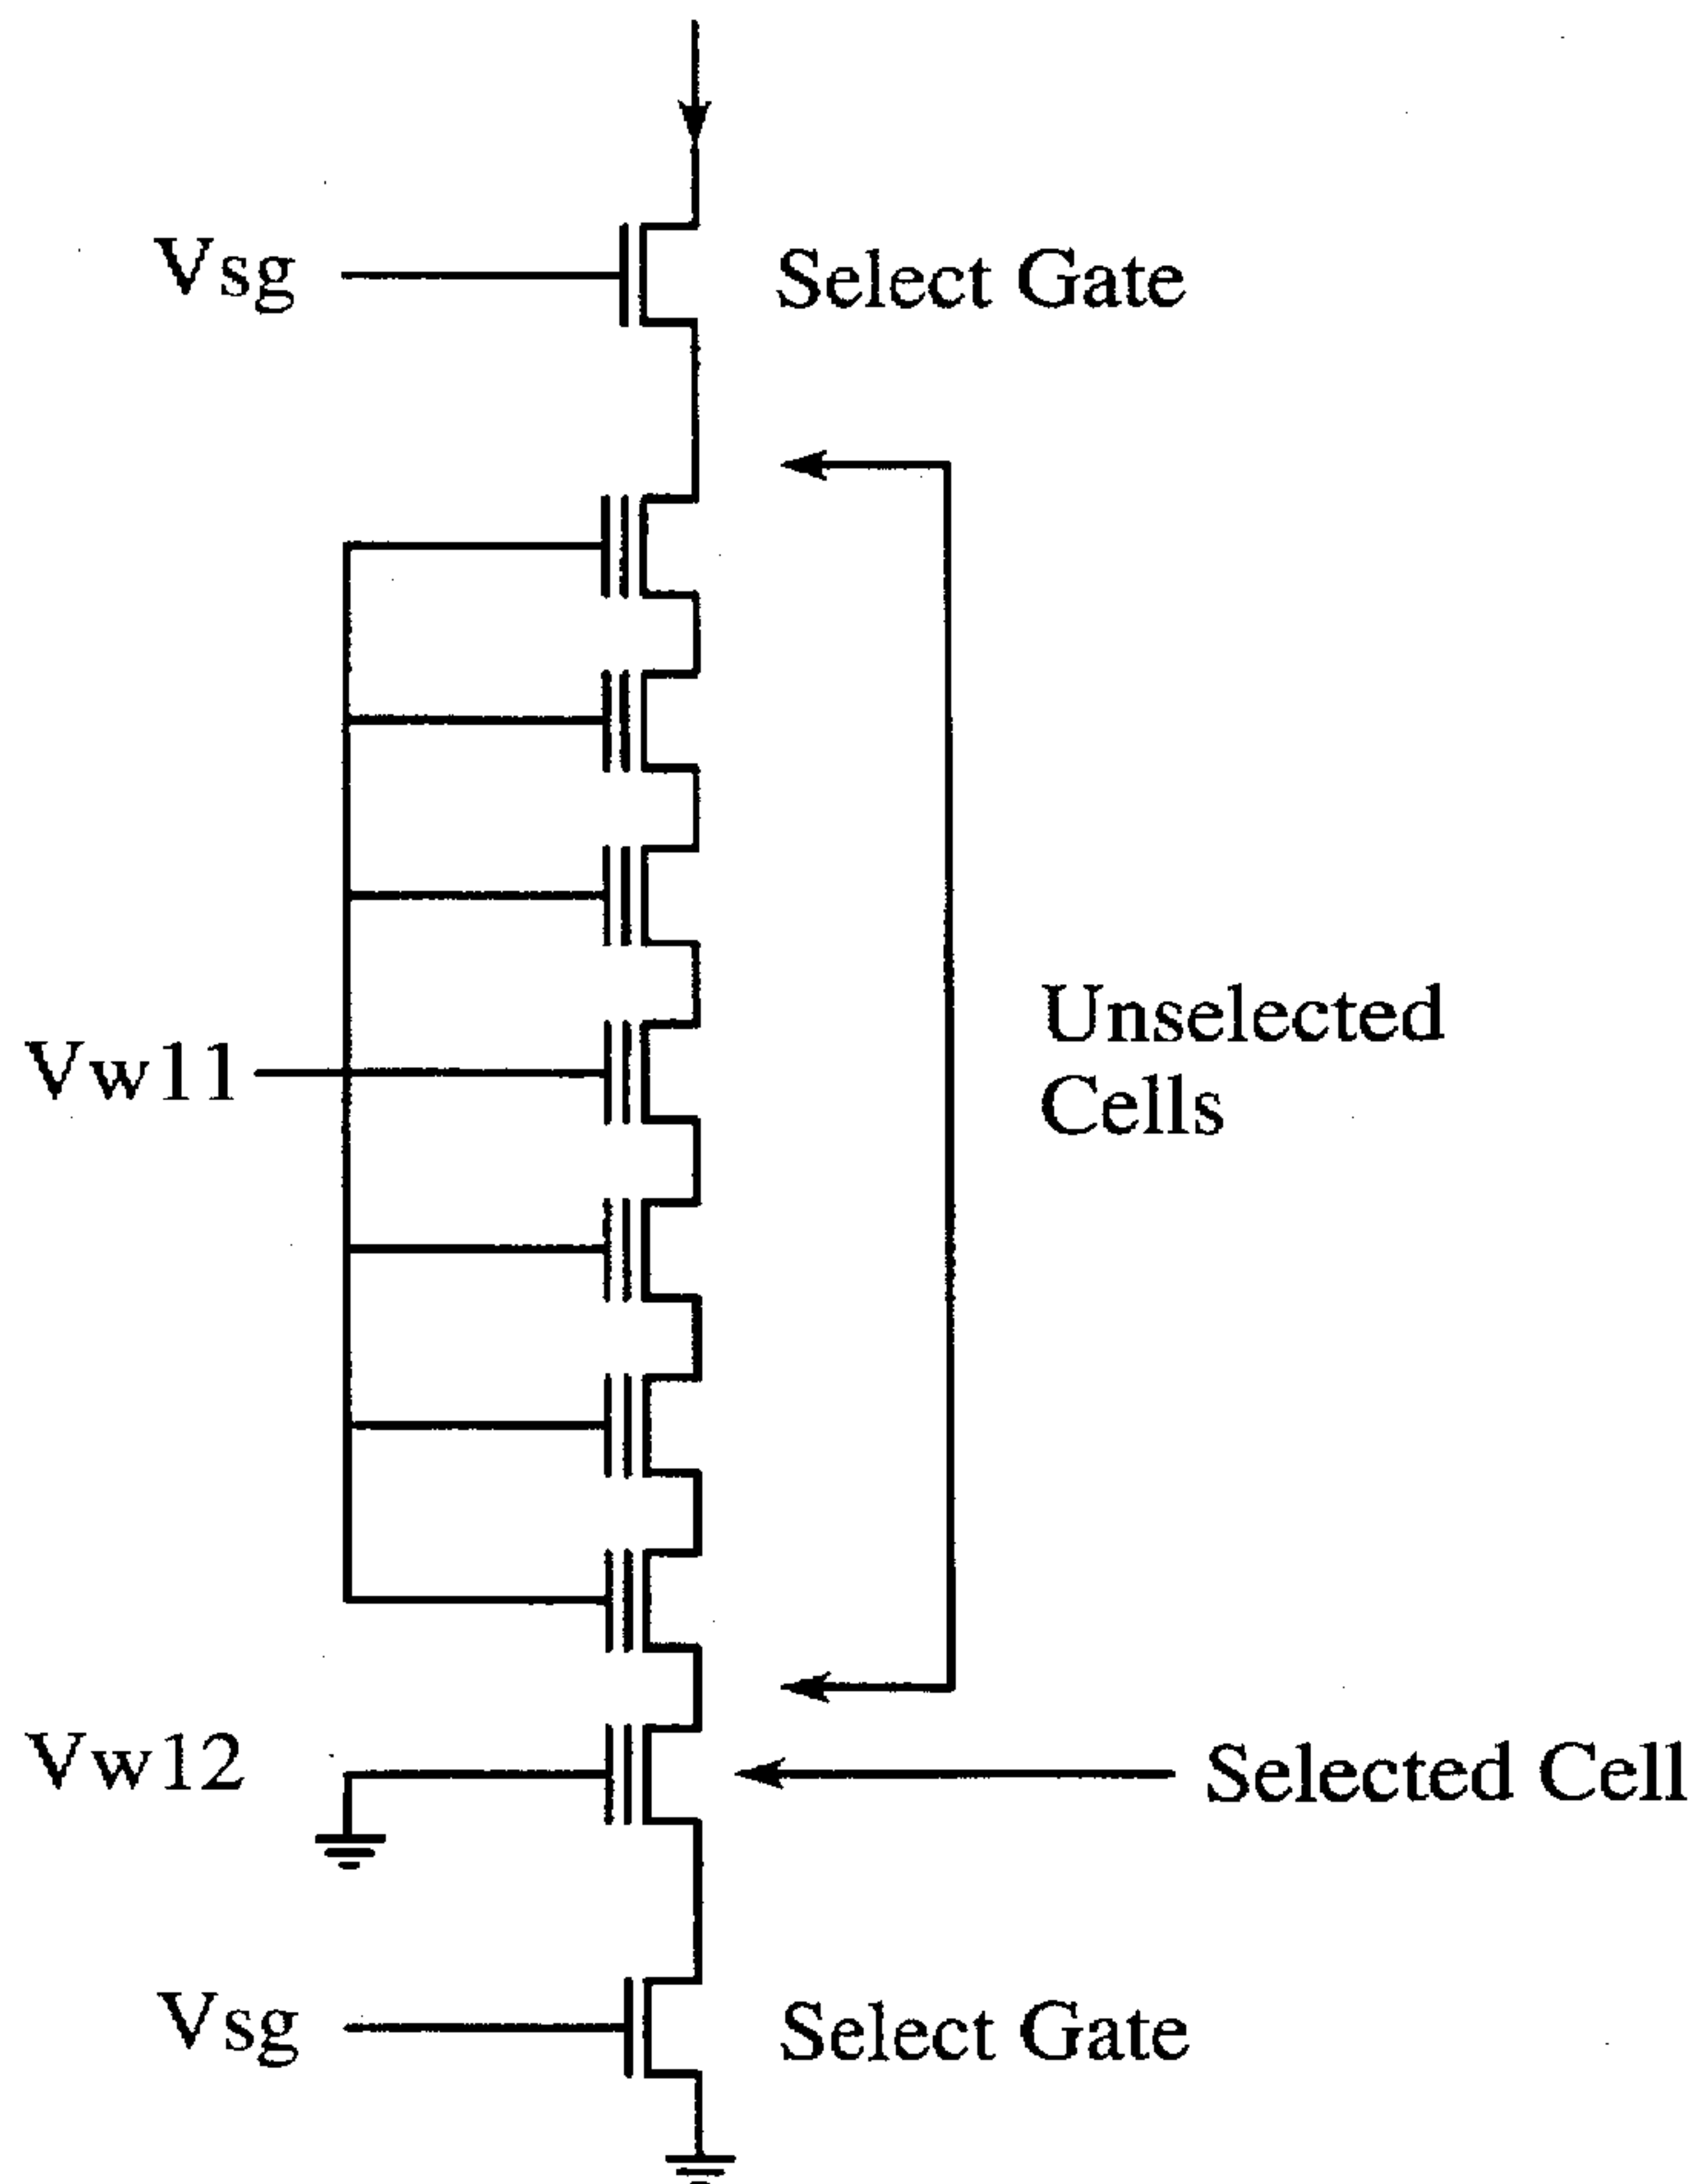 Vsg
Select Gate
Vw11
Unselected
Cells
Vw12
Selected Cell
Vsg
Select Gate